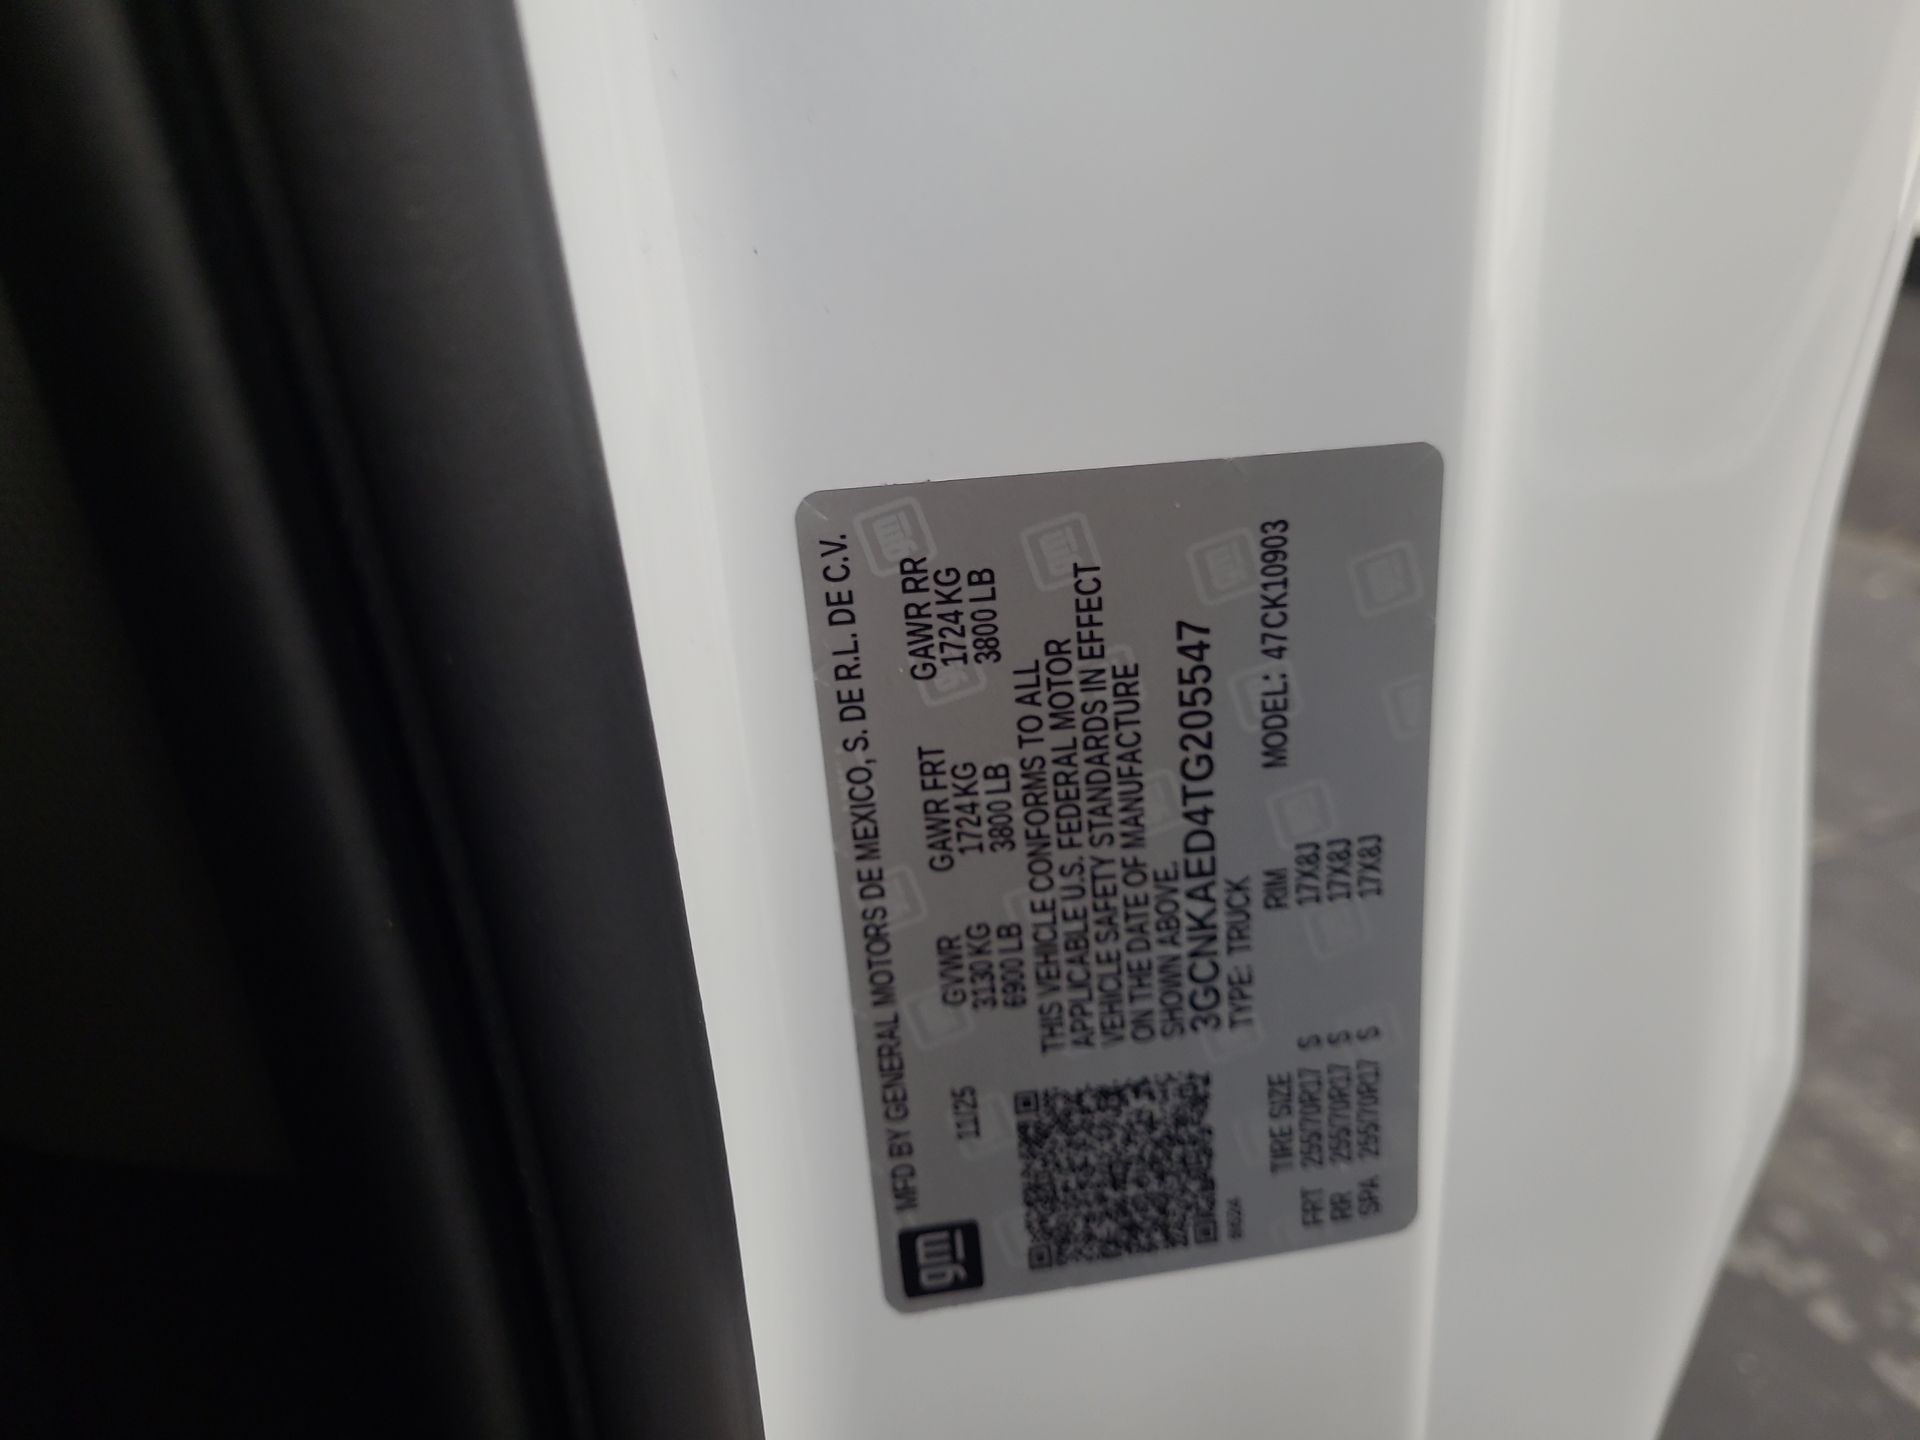 gm MFD BY GENERAL MOTORS DE MEXICO, S. DE R.L. DE C.V.
11/25 GVWR GAWR FRT GAWR RR
3130 KG 1724 KG 1724 KG
6900 LB 3800 LB 3800 LB
THIS VEHICLE CONFORMS TO ALL
APPLICABLE U.S. FEDERAL MOTOR
VEHICLE SAFETY STANDARDS IN EFFECT
ON THE DATE OF MANUFACTURE
SHOWN ABOVE.
3GCNKAED4TG205547
TYPE: TRUCK
TIRE SIZE RIM MODEL: 47CK10903
FRT 255/70R17 S 17X8J
RR 255/70R17 S 17X8J
SPA 255/70R17 S 17X8J